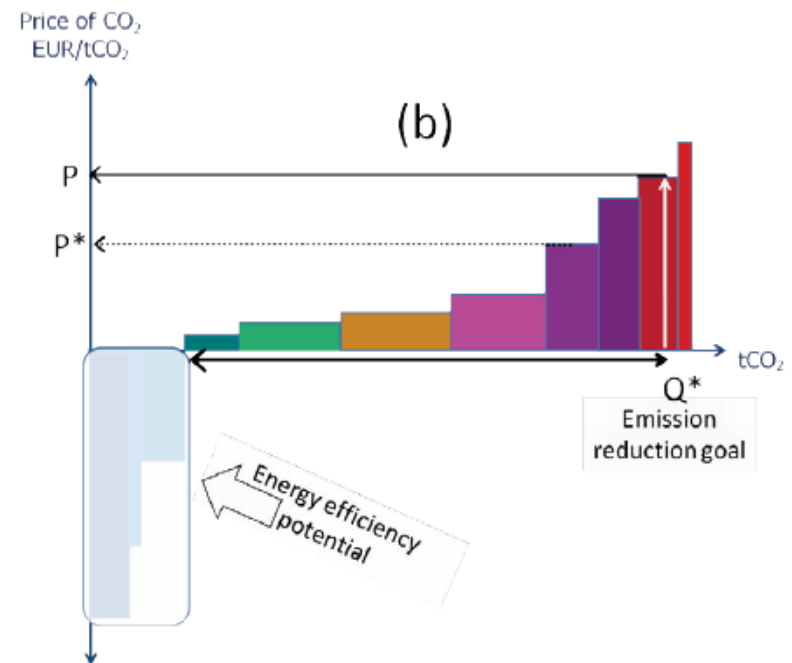 Price of CO₂
EUR/tCO₂
(b)
P
P*
tCO₂
Q*
Emission
reduction goal
Energy efficiency
potential